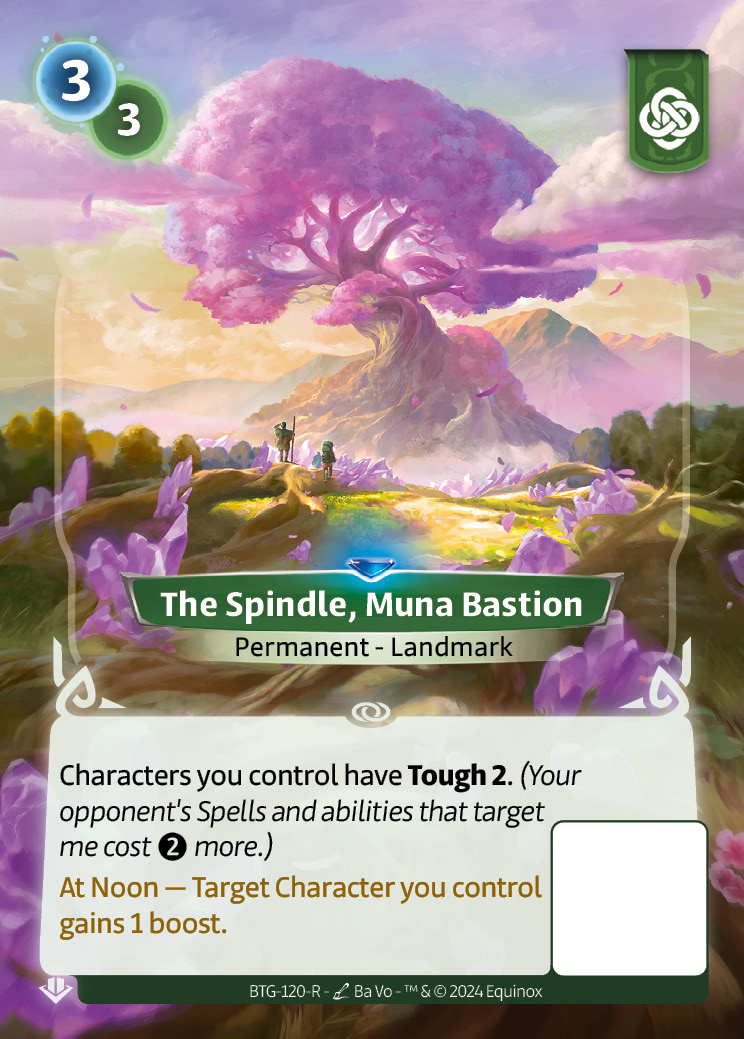 3
3
The Spindle, Muna Bastion
Permanent - Landmark
Characters you control have Tough 2. (Your
opponent's Spells and abilities that target
me cost 2 more.)
At Noon — Target Character you control
gains 1 boost.
BTG-120-R - Ba Vo - ™ & © 2024 Equinox